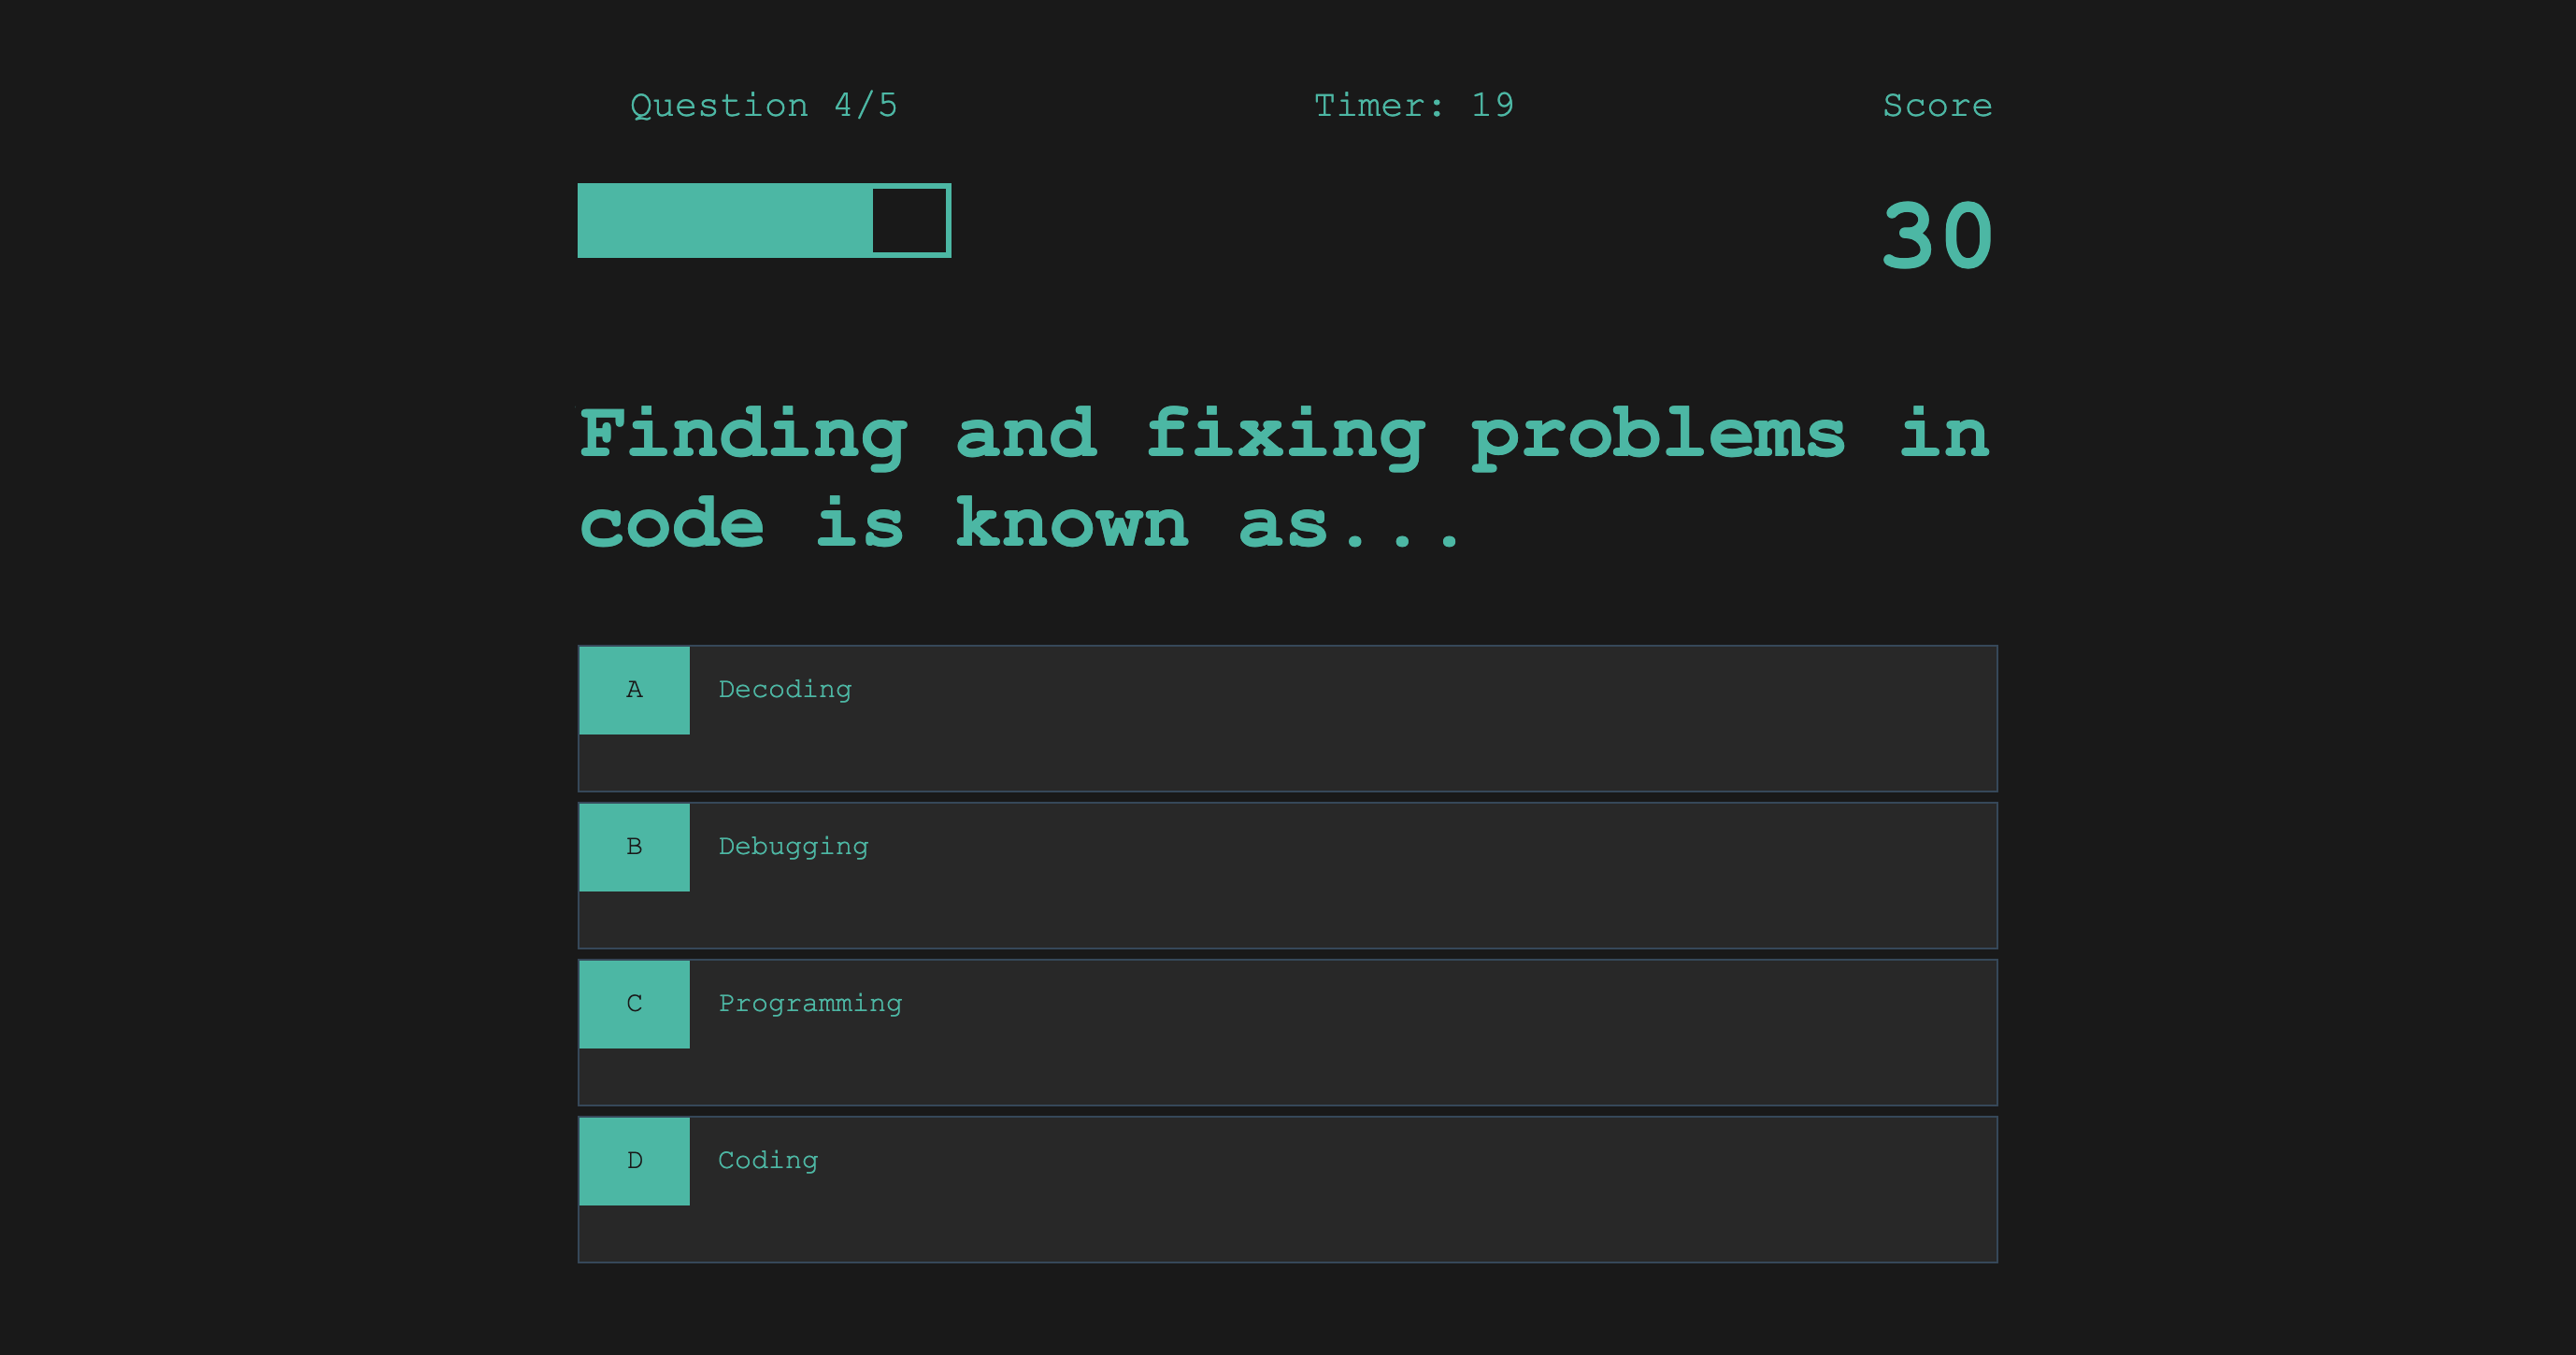 Question 4/5
Timer: 19
Score
30
Finding and fixing problems in
code is known as...
A Decoding
B Debugging
C Programming
D Coding